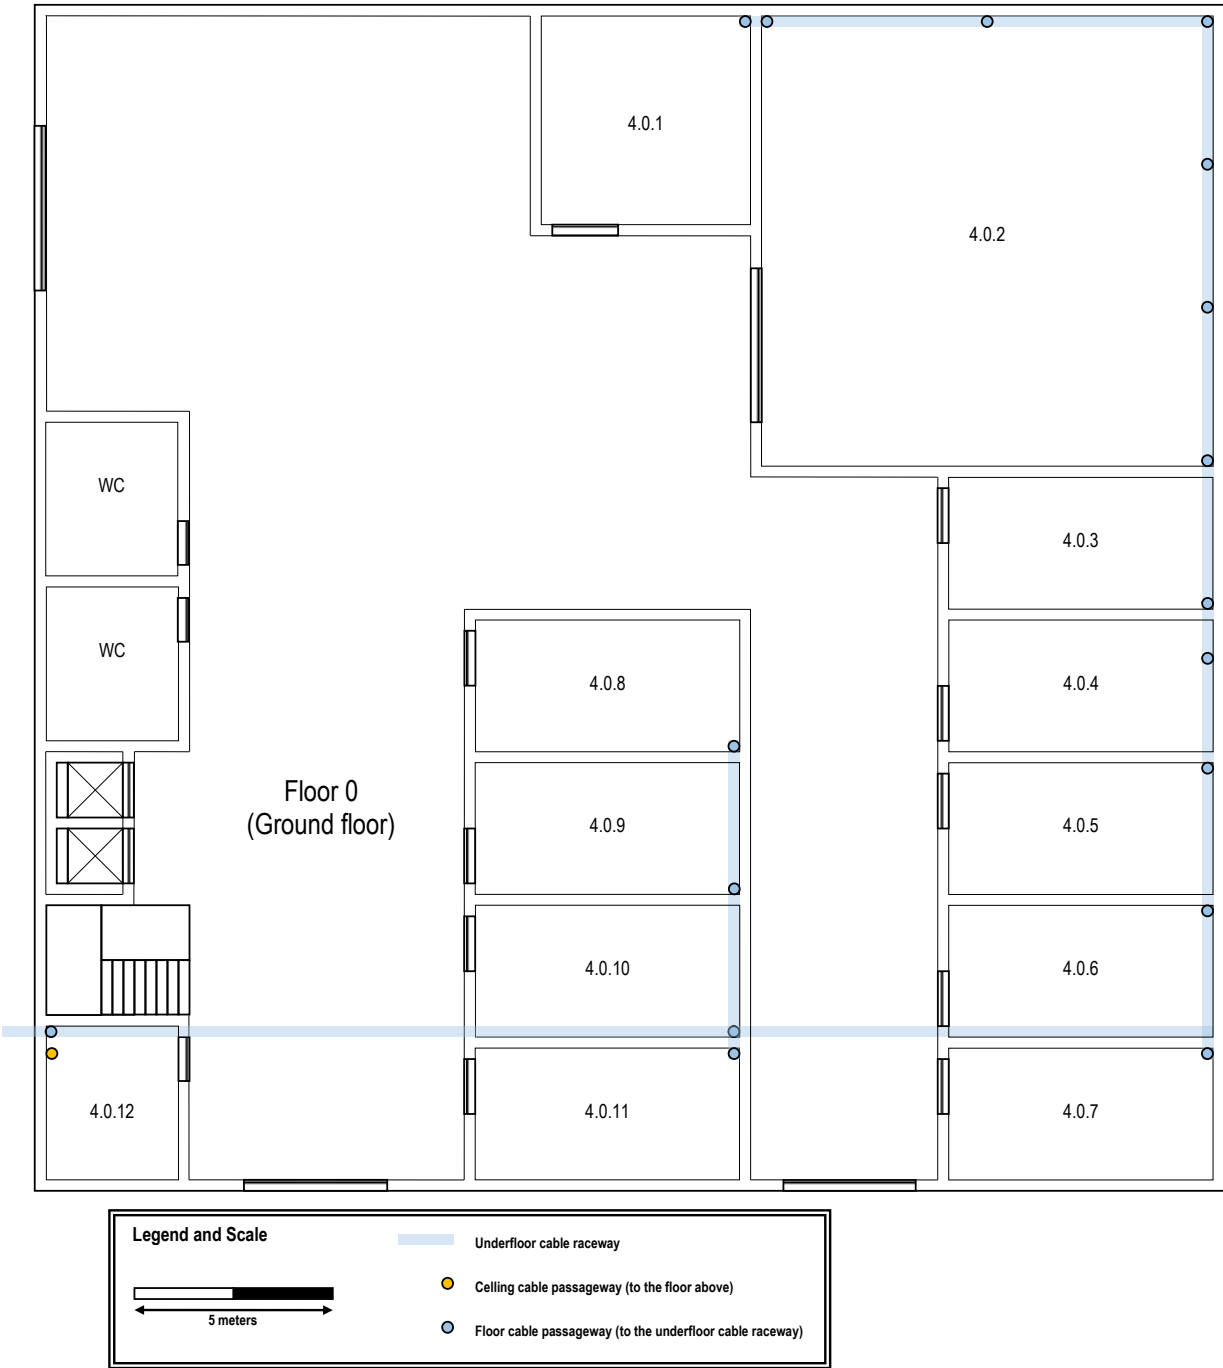 4.0.1
4.0.2
WC
4.0.3
WC
4.0.8
4.0.4
Floor 0
(Ground floor)
4.0.9
4.0.5
4.0.10
4.0.6
4.0.12
4.0.11
4.0.7
Legend and Scale
5 meters
Underfloor cable raceway
Celling cable passageway (to the floor above)
Floor cable passageway (to the underfloor cable raceway)